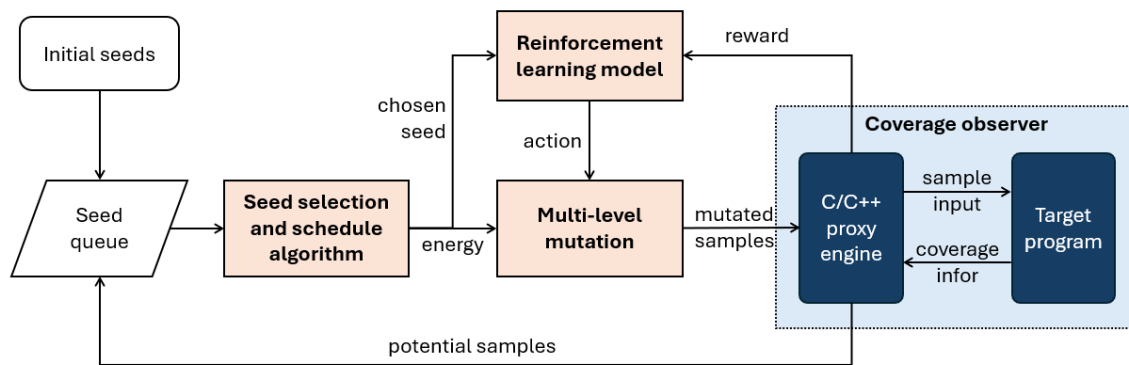 Initial seeds
Reinforcement
learning model
reward
chosen
seed
action
Coverage observer
Seed
queue
Seed selection
and schedule
algorithm
energy
Multi-level
mutation
mutated
samples
C/C++
proxy
engine
sample
input
coverage
infor
Target
program
potential samples